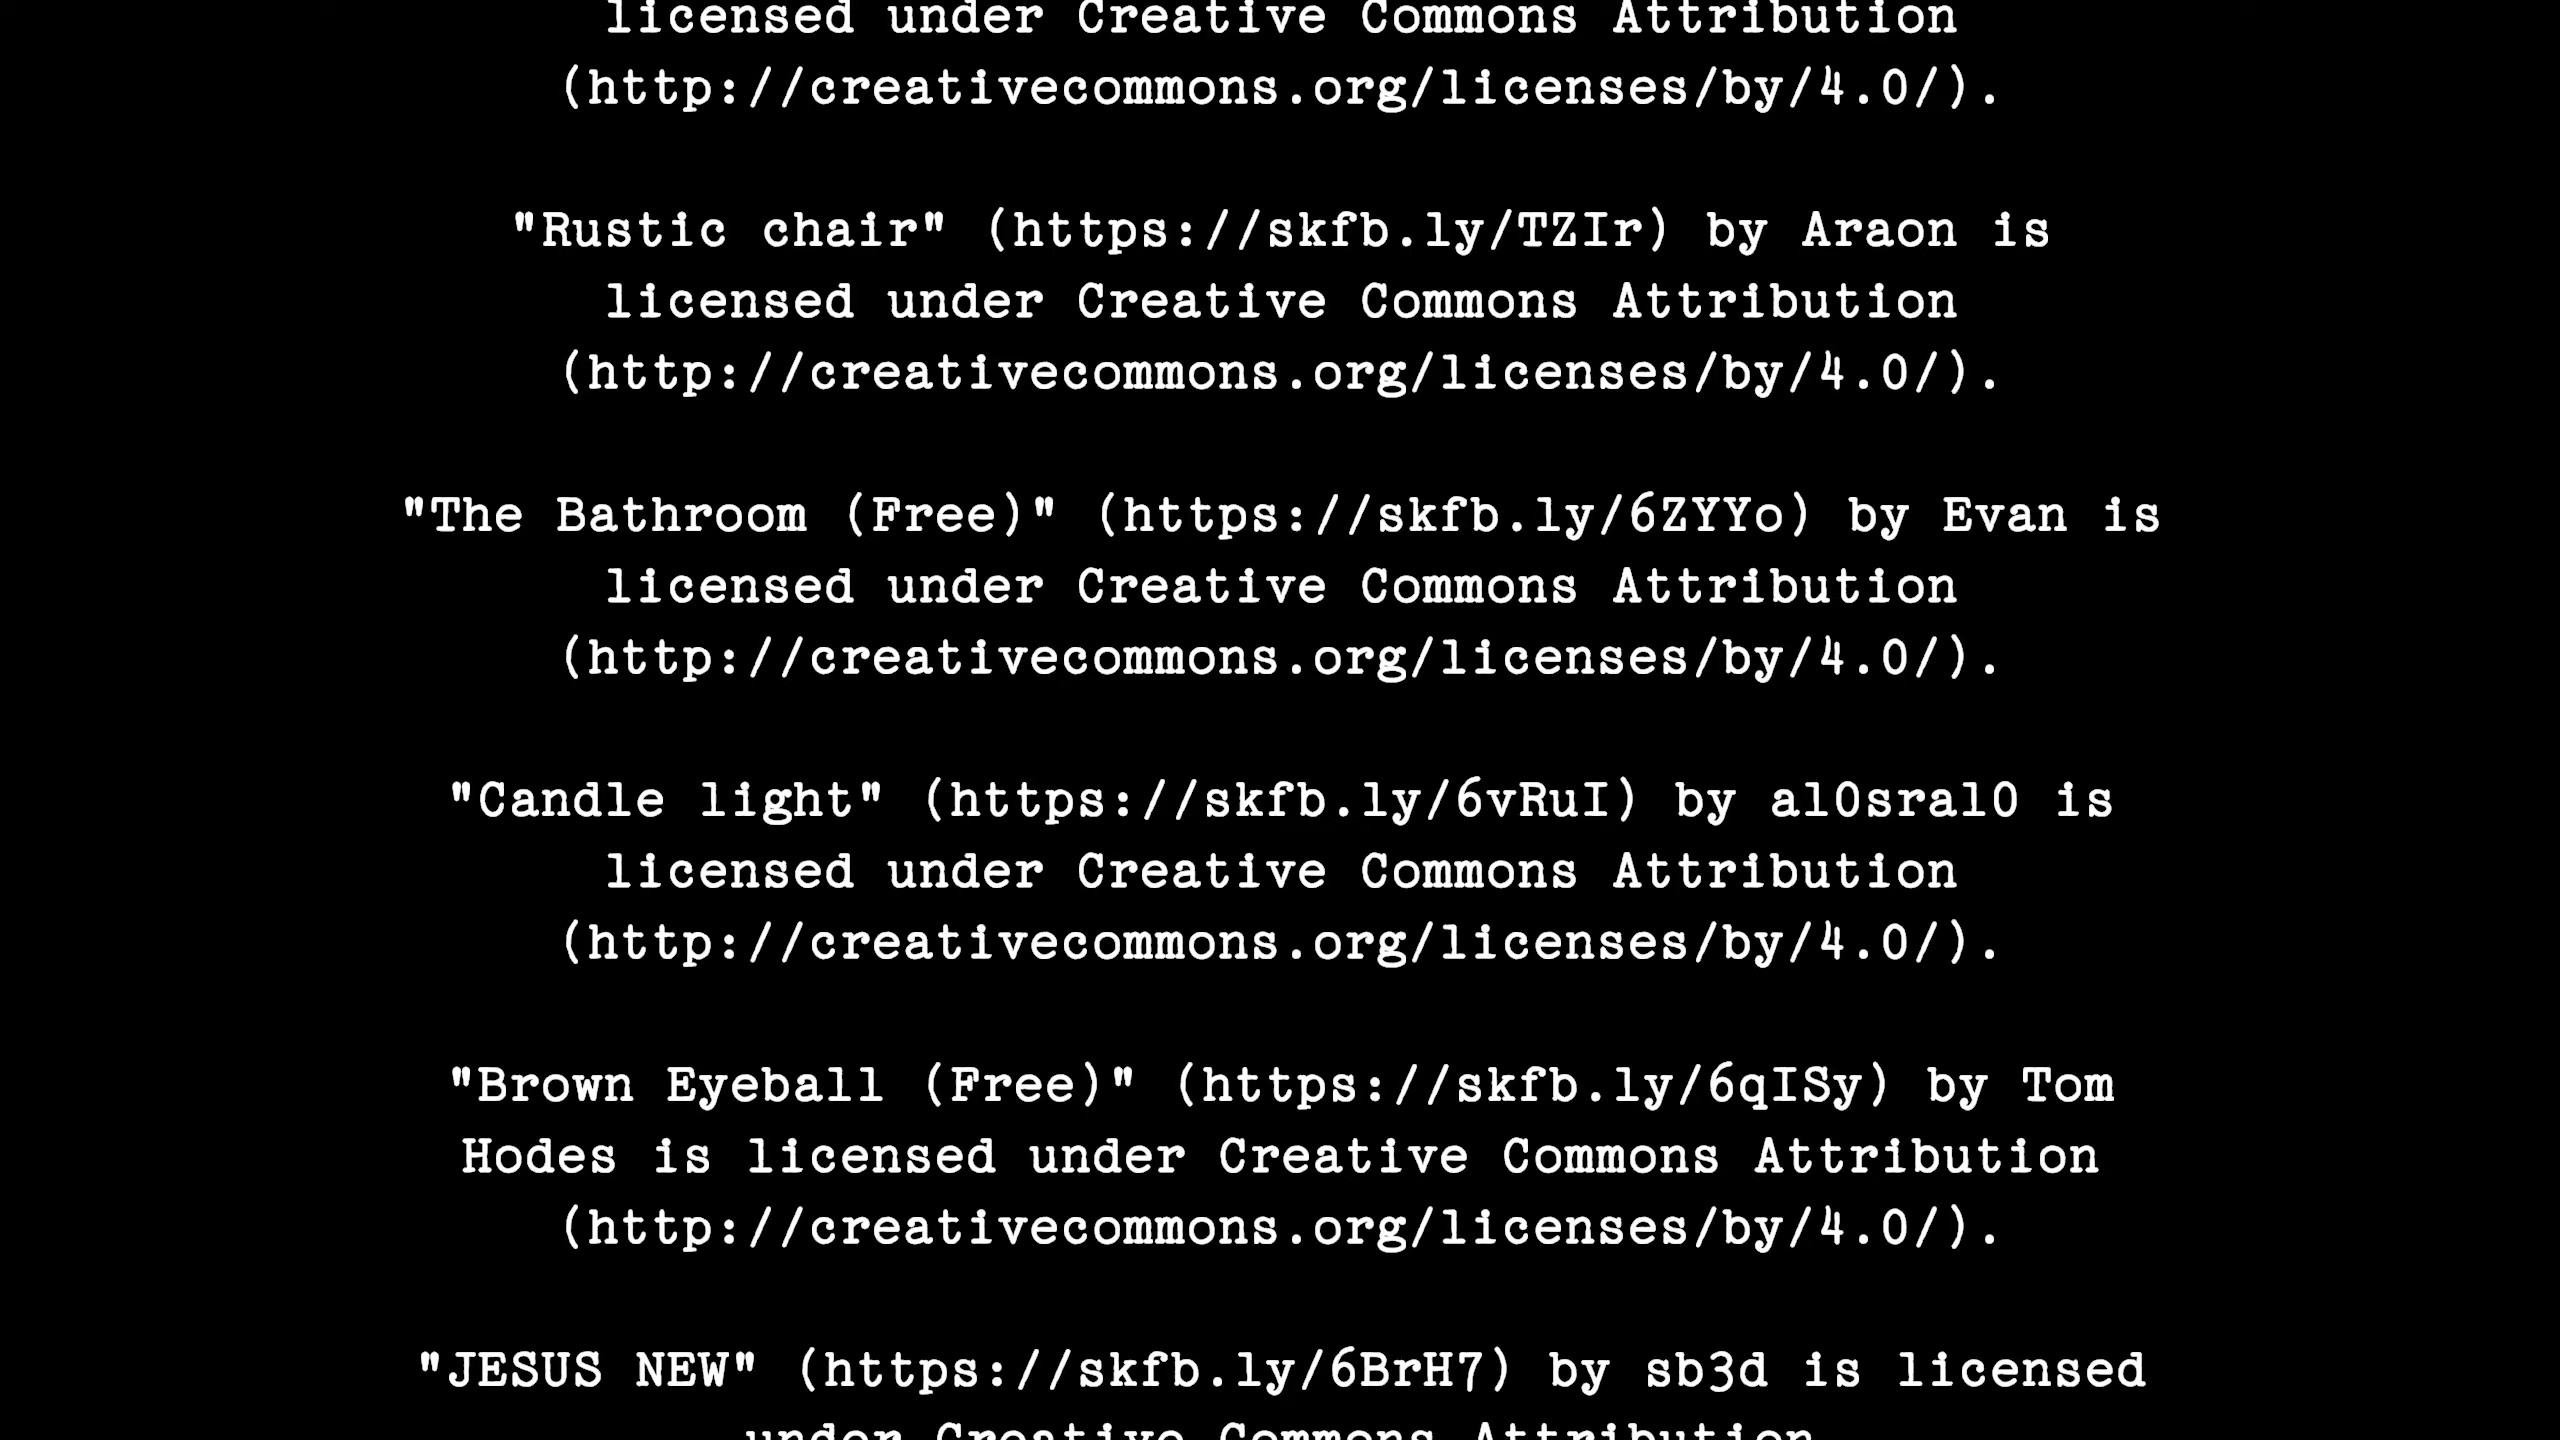 licensed under Creative Commons Attribution
(http://creativecommons.org/licenses/by/4.0/).
"Rustic chair" (https://skfb.ly/TZIr) by Araon is
licensed under Creative Commons Attribution
(http://creativecommons.org/licenses/by/4.0/).
"The Bathroom (Free)" (https://skfb.ly/6ZYYo) by Evan is
licensed under Creative Commons Attribution
(http://creativecommons.org/licenses/by/4.0/).
"Candle light" (https://skfb.ly/6vRuI) by al0sral0 is
licensed under Creative Commons Attribution
(http://creativecommons.org/licenses/by/4.0/).
"Brown Eyeball (Free)" (https://skfb.ly/6qISy) by Tom
Hodes is licensed under Creative Commons Attribution
(http://creativecommons.org/licenses/by/4.0/).
"JESUS NEW" (https://skfb.ly/6BrH7) by sb3d is licensed
under Creative Commons Attribution